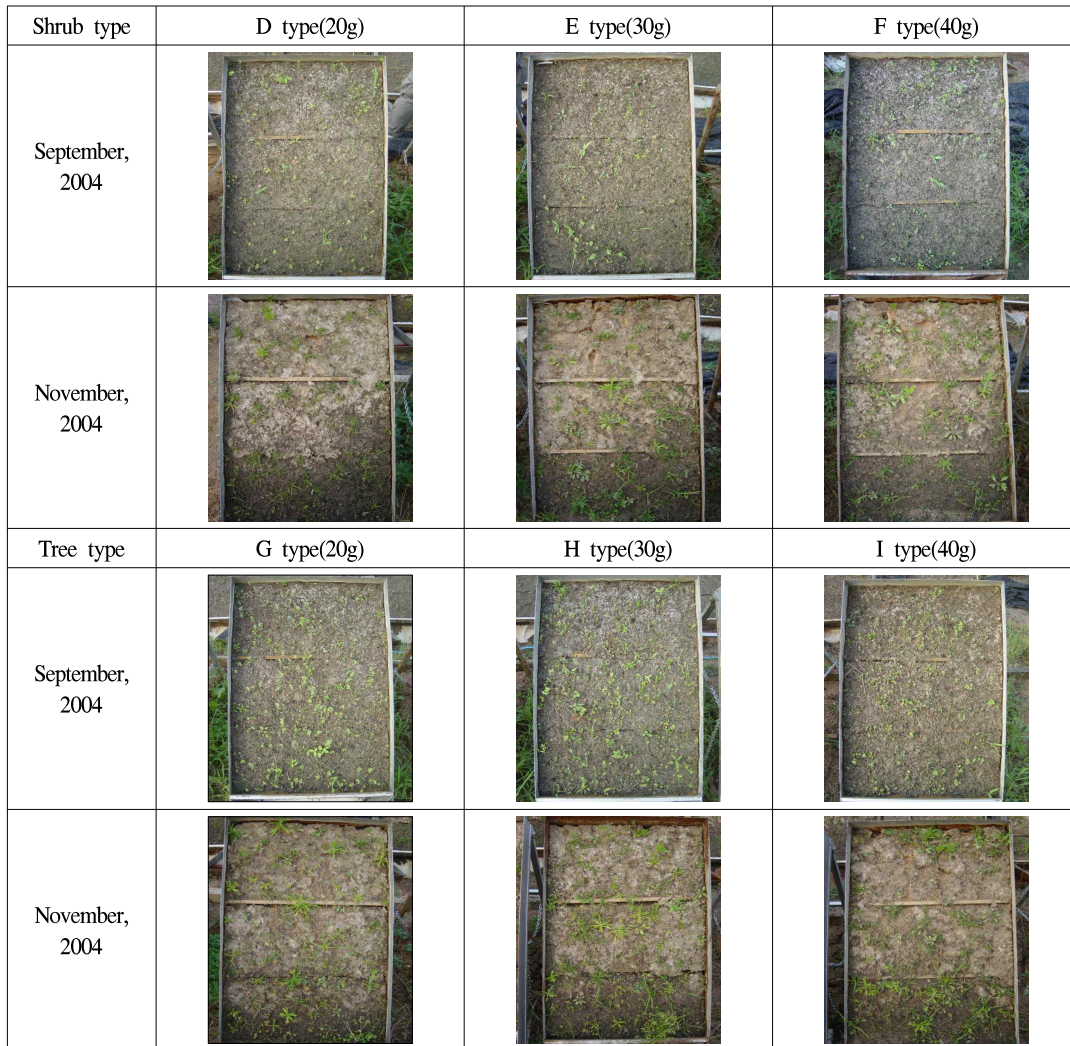 Shrub type D type(20g) E type(30g) F type(40g)
September,
2004
November,
2004
Tree type G type(20g) H type(30g) I type(40g)
September,
2004
November,
2004